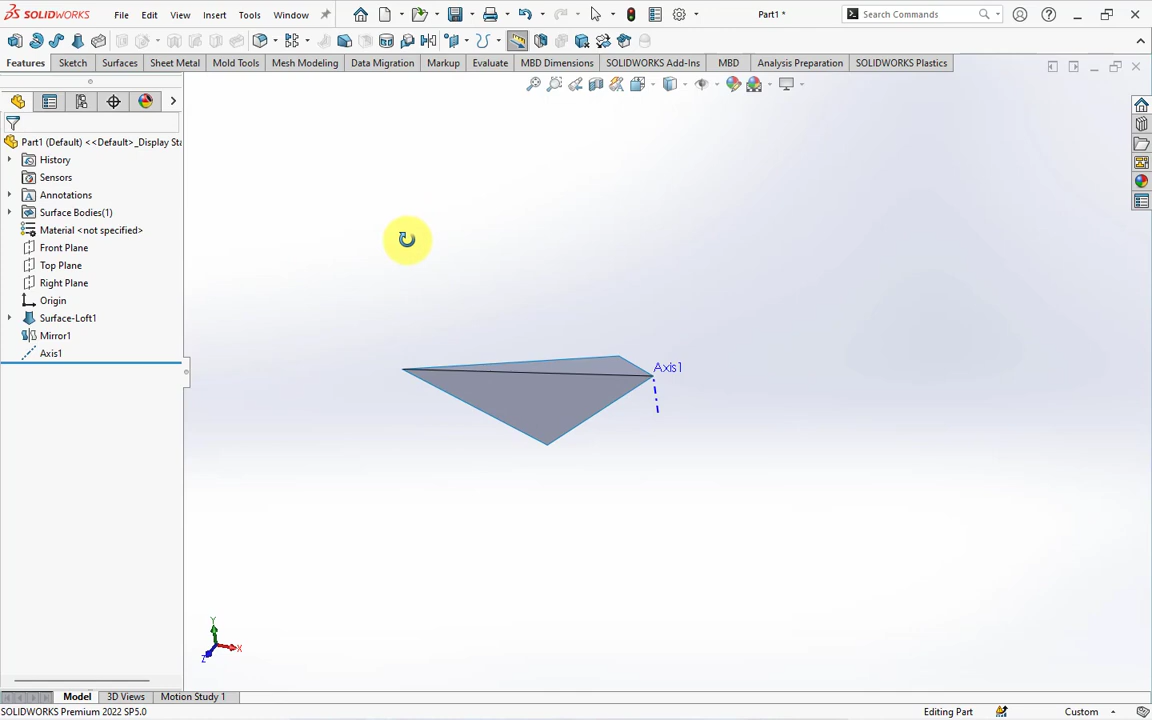 SOLIDWORKS File Edit View Insert Tools Window Part1 * Search Commands
Features Sketch Surfaces Sheet Metal Mold Tools Mesh Modeling Data Migration Markup Evaluate MBD Dimensions SOLIDWORKS Add-Ins MBD Analysis Preparation SOLIDWORKS Plastics
Part1 (Default) <<Default>_Display Sta
History
Sensors
Annotations
Surface Bodies(1)
Material <not specified>
Front Plane
Top Plane
Right Plane
Origin
Surface-Loft1
Mirror1
Axis1
Axis1
Y
X
Z
Model 3D Views Motion Study 1
SOLIDWORKS Premium 2022 SP5.0 Editing Part Custom